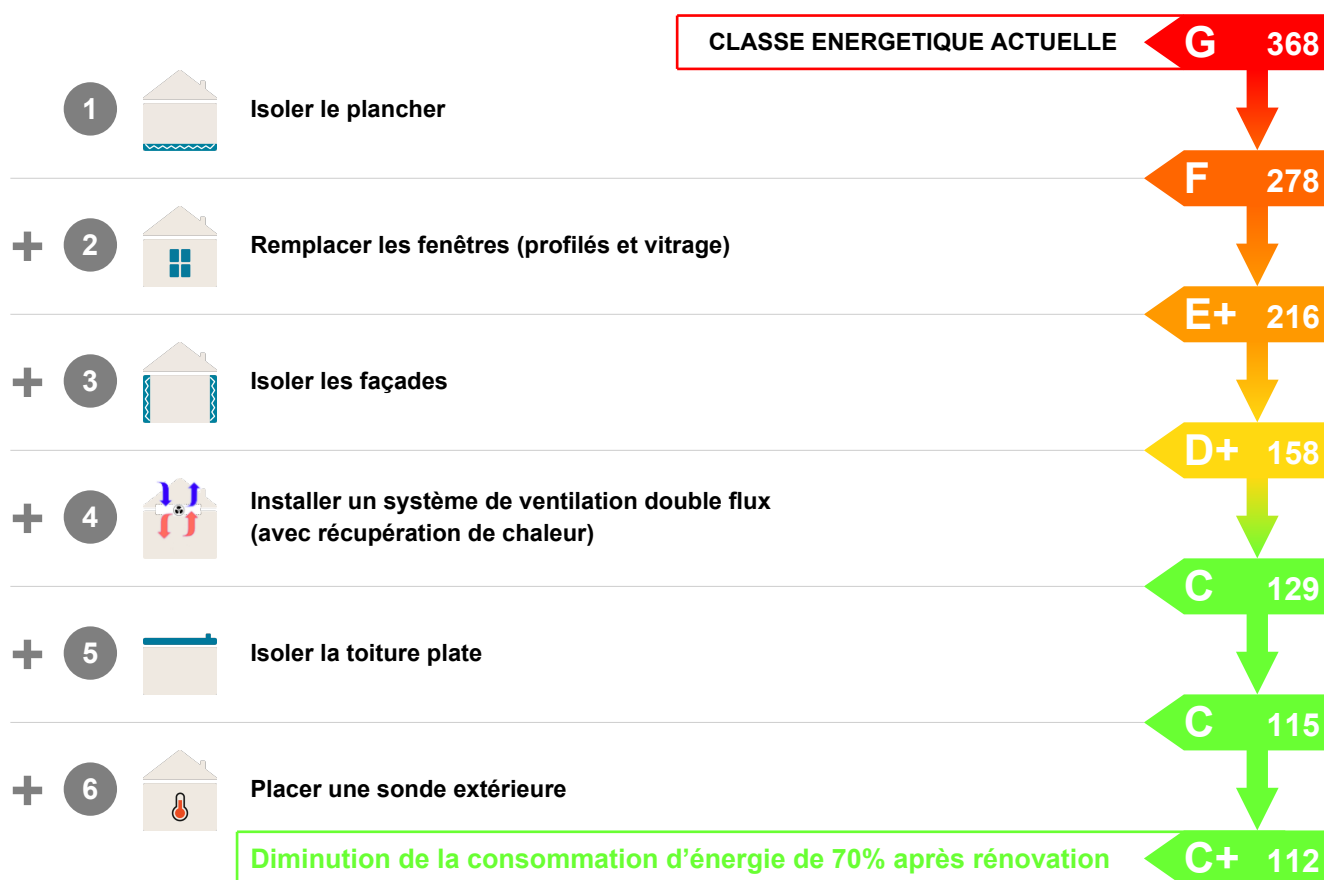 CLASSE ENERGETIQUE ACTUELLE G 368
1 Isoler le plancher
F 278
+ 2 Remplacer les fenêtres (profilés et vitrage)
E+ 216
+ 3 Isoler les façades
D+ 158
+ 4 Installer un système de ventilation double flux
(avec récupération de chaleur)
C 129
+ 5 Isoler la toiture plate
C 115
+ 6 Placer une sonde extérieure
Diminution de la consommation d’énergie de 70% après rénovation C+ 112